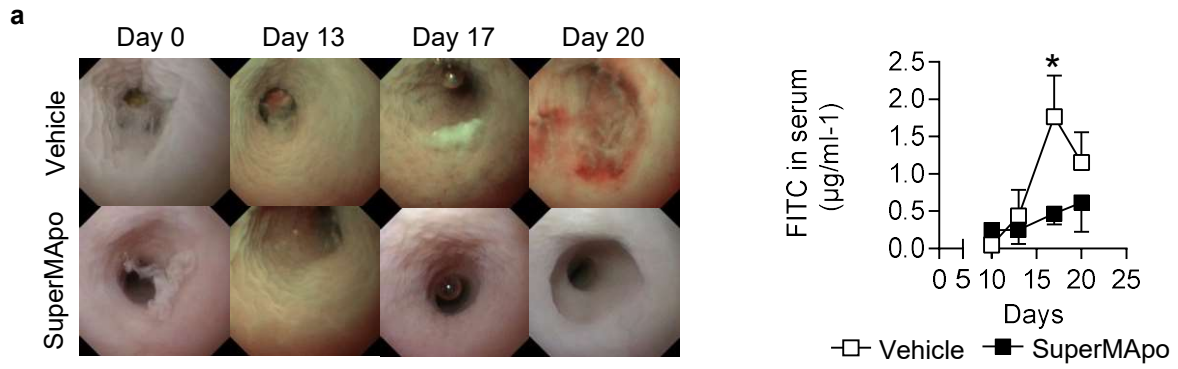 a
Day 0 Day 13 Day 17 Day 20
Vehicle
SuperMApo
FITC in serum
(µg/ml-1)
2.5
2.0
1.5
1.0
0.5
0.0
*
0 5 10 15 20 25
Days
Vehicle SuperMApo